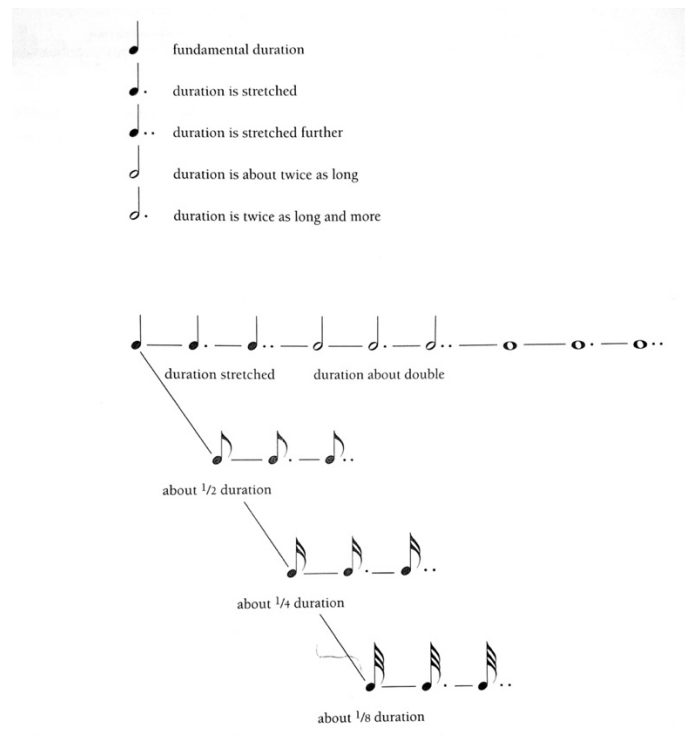 fundamental duration
duration is stretched
duration is stretched further
duration is about twice as long
duration is twice as long and more
duration stretched duration about double
about 1/2 duration
about 1/4 duration
about 1/8 duration